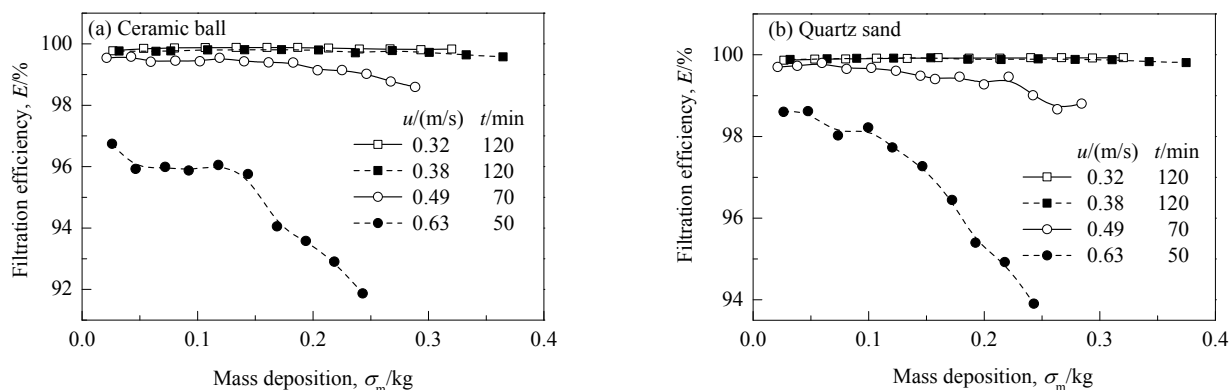 (a) Ceramic ball
Filtration efficiency, E/%
100
98
96
94
92
u/(m/s) t/min
0.32 120
0.38 120
0.49 70
0.63 50
0.0 0.1 0.2 0.3 0.4
Mass deposition, σm/kg
(b) Quartz sand
Filtration efficiency, E/%
100
98
96
94
u/(m/s) t/min
0.32 120
0.38 120
0.49 70
0.63 50
0.0 0.1 0.2 0.3 0.4
Mass deposition, σm/kg